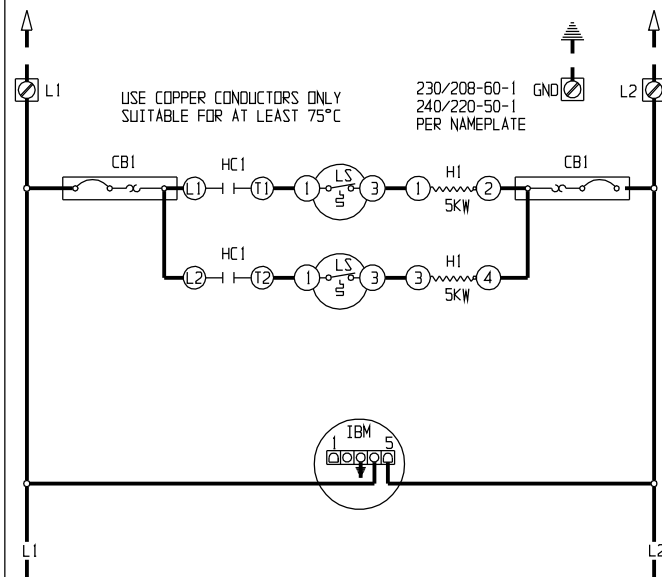 L1
USE COPPER CONDUCTORS ONLY
SUITABLE FOR AT LEAST 75°C
230/208-60-1
240/220-50-1
PER NAMEPLATE
GND
L2
CB1
HC1
LS
H1
CB1
L1
T1
1
3
1
2
5KW
HC1
LS
H1
L2
T2
1
3
3
4
5KW
IBM
1
5
L1
L2